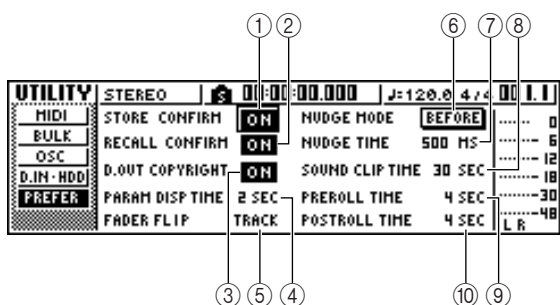 ① ② ⑥ ⑦ ⑧
UTILITY STEREO S 00:00:00.000 ♩=120.0 4/4 001.1
MIDI STORE CONFIRM ON NUDGE MODE BEFORE 0
BULK RECALL CONFIRM ON NUDGE TIME 500 MS 6
OSC 12
D.IN·HDD D.OUT COPYRIGHT ON SOUND CLIP TIME 30 SEC 18
PREFER PARAM DISP TIME 2 SEC PREROLL TIME 4 SEC 30
FADER FLIP TRACK POSTROLL TIME 4 SEC 48
L R
③ ⑤ ④ ⑩ ⑨